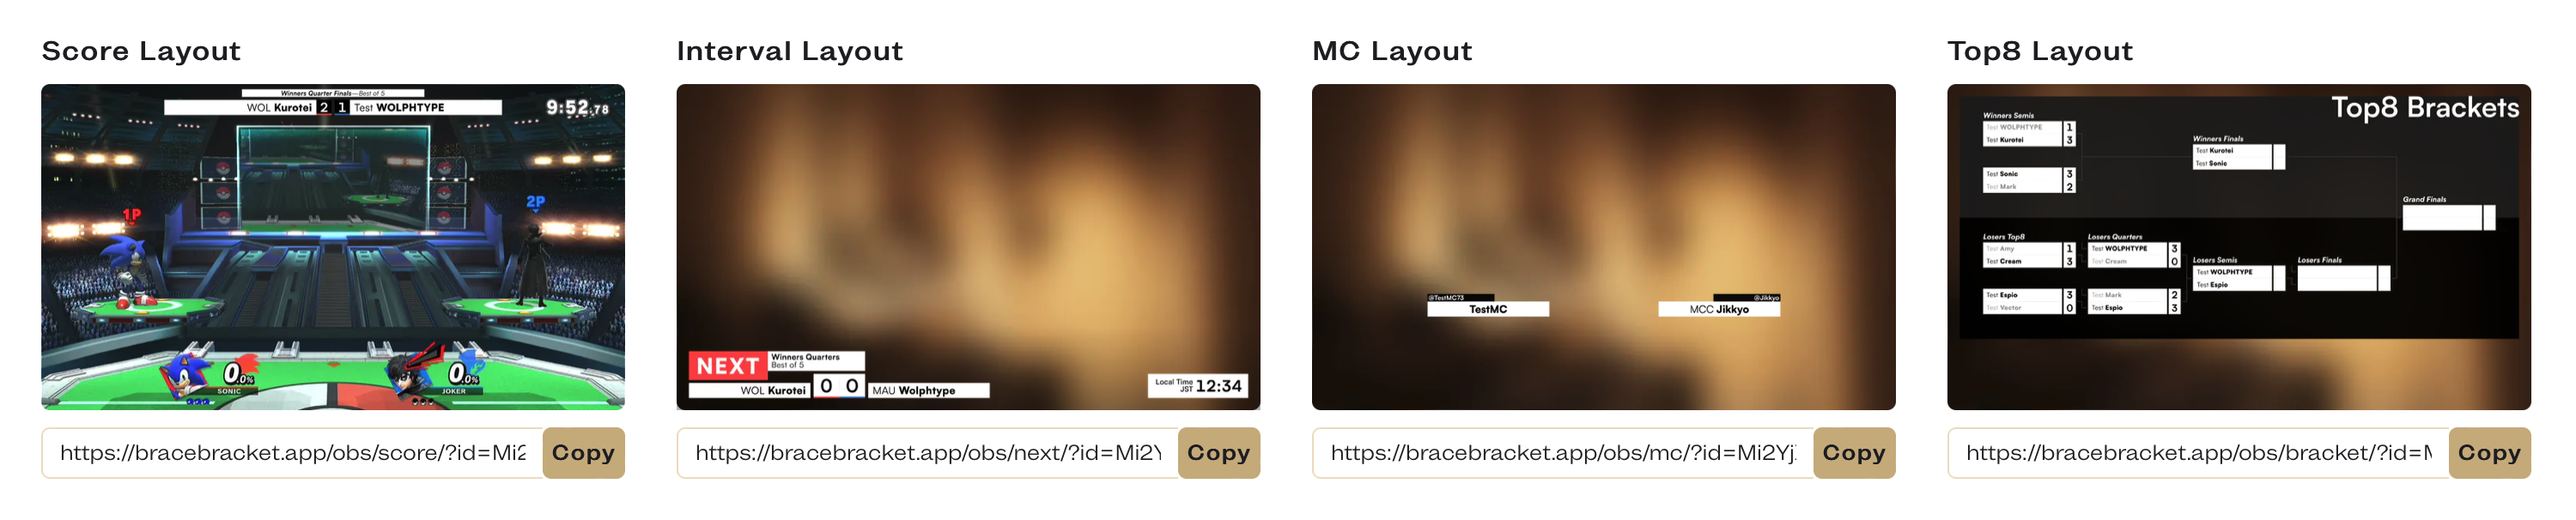 Score Layout
Winners Quarter Finals—Best of 5
WOL Kurotei 2 1 Test WOLPHTYPE
9:52.78
1P
2P
0.0%
SONIC
0.0%
JOKER
https://bracebracket.app/obs/score/?id=Mi2
Copy
Interval Layout
NEXT
Winners Quarters
Best of 5
WOL Kurotei 0 0 MAU Wolphtype
Local Time
JST
12:34
https://bracebracket.app/obs/next/?id=Mi2Y
Copy
MC Layout
@TestMC73
TestMC
@Jikkyo
MCC Jikkyo
https://bracebracket.app/obs/mc/?id=Mi2Yj
Copy
Top8 Layout
Top8 Brackets
Winners Semis
Test WOLPHTYPE 1
Test Kurotei 3
Test Sonic 3
Test Mark 2
Winners Finals
Test Kurotei
Test Sonic
Grand Finals
Losers Top8
Test Amy 1
Test Cream 3
Test Espio 3
Test Vector 0
Losers Quarters
Test WOLPHTYPE 3
Test Cream 0
Test Mark 2
Test Espio 3
Losers Semis
Test WOLPHTYPE
Test Espio
Losers Finals
https://bracebracket.app/obs/bracket/?id=M
Copy